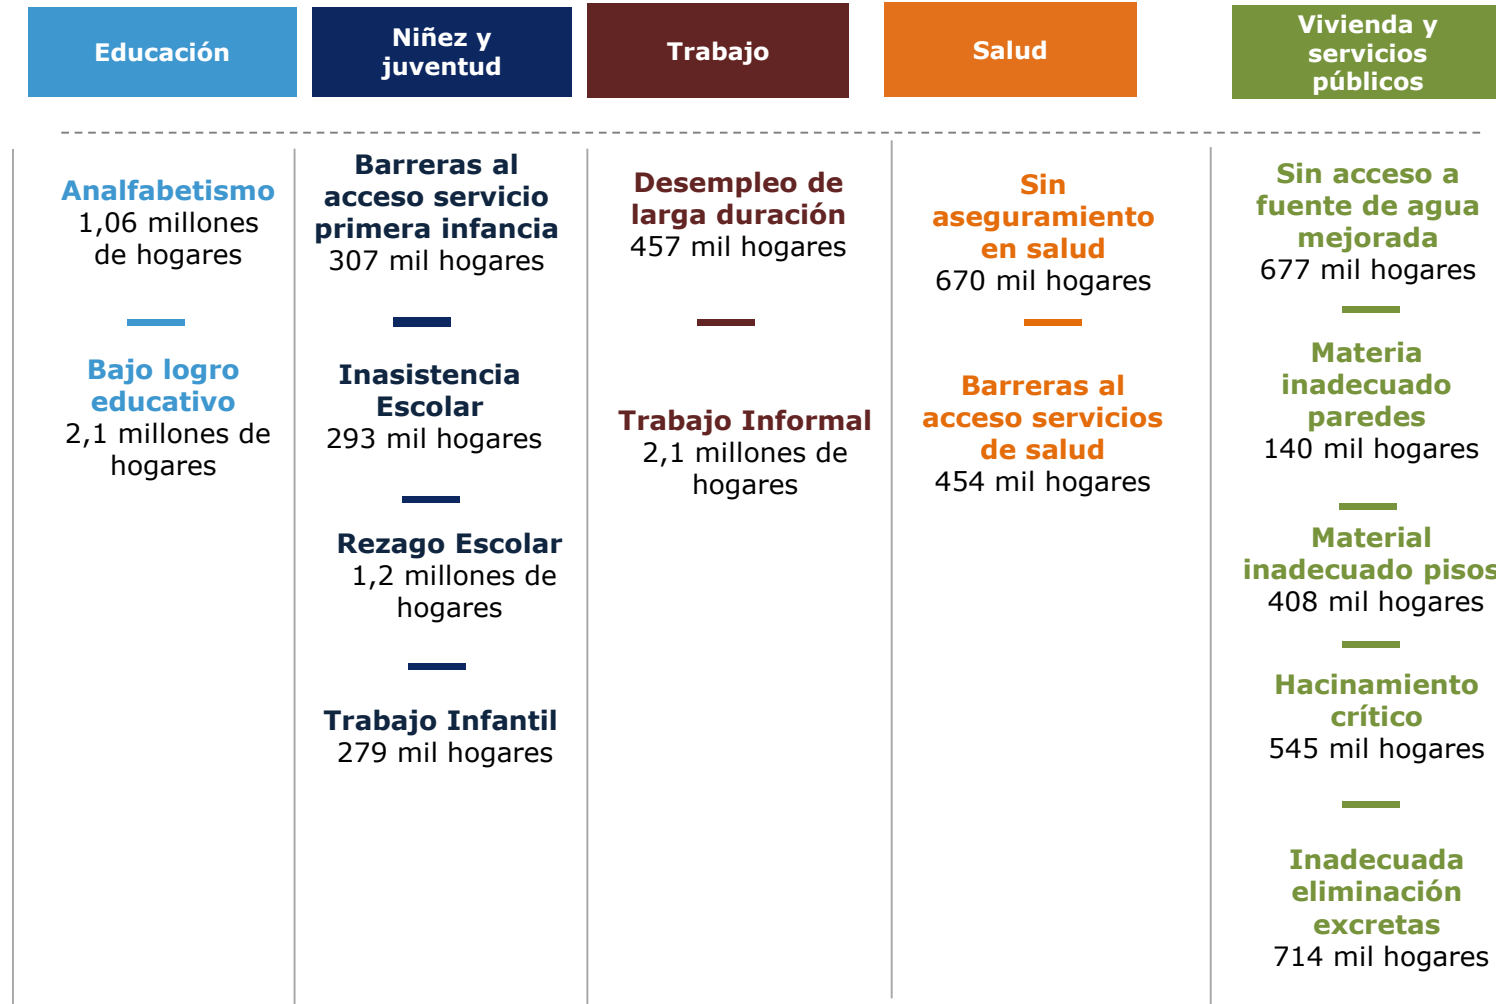 Educación
Niñez y
juventud
Trabajo
Salud
Vivienda y
servicios
públicos
Analfabetismo
1,06 millones
de hogares
Bajo logro
educativo
2,1 millones de
hogares
Barreras al
acceso servicio
primera infancia
307 mil hogares
Inasistencia
Escolar
293 mil hogares
Rezago Escolar
1,2 millones de
hogares
Trabajo Infantil
279 mil hogares
Desempleo de
larga duración
457 mil hogares
Trabajo Informal
2,1 millones de
hogares
Sin
aseguramiento
en salud
670 mil hogares
Barreras al
acceso servicios
de salud
454 mil hogares
Sin acceso a
fuente de agua
mejorada
677 mil hogares
Materia
inadecuado
paredes
140 mil hogares
Material
inadecuado pisos
408 mil hogares
Hacinamiento
crítico
545 mil hogares
Inadecuada
eliminación
excretas
714 mil hogares